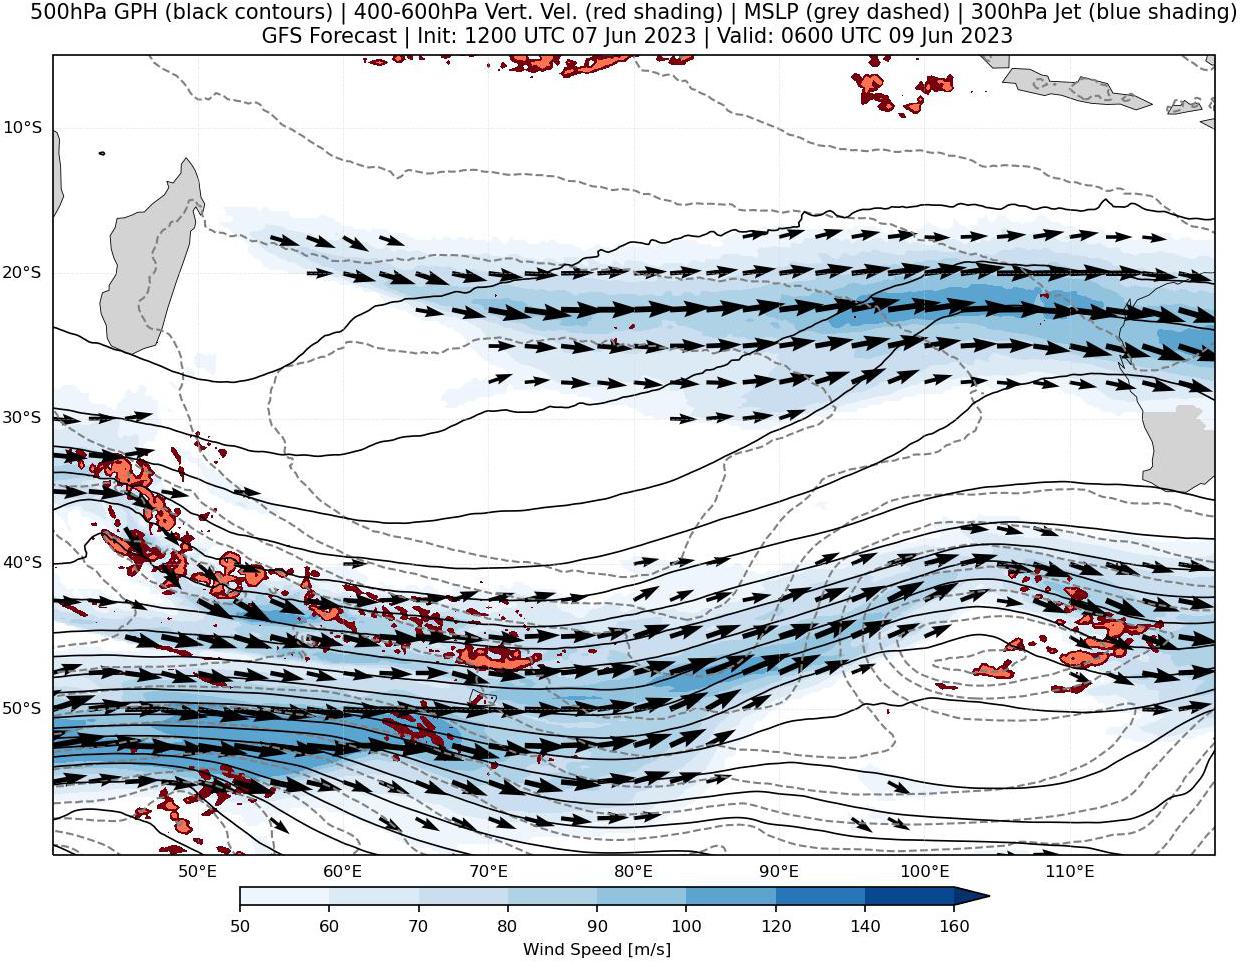 500hPa GPH (black contours) | 400-600hPa Vert. Vel. (red shading) | MSLP (grey dashed) | 300hPa Jet (blue shading)
GFS Forecast | Init: 1200 UTC 07 Jun 2023 | Valid: 0600 UTC 09 Jun 2023
10°S
20°S
30°S
40°S
50°S
50°E 60°E 70°E 80°E 90°E 100°E 110°E
50 60 70 80 90 100 120 140 160
Wind Speed [m/s]